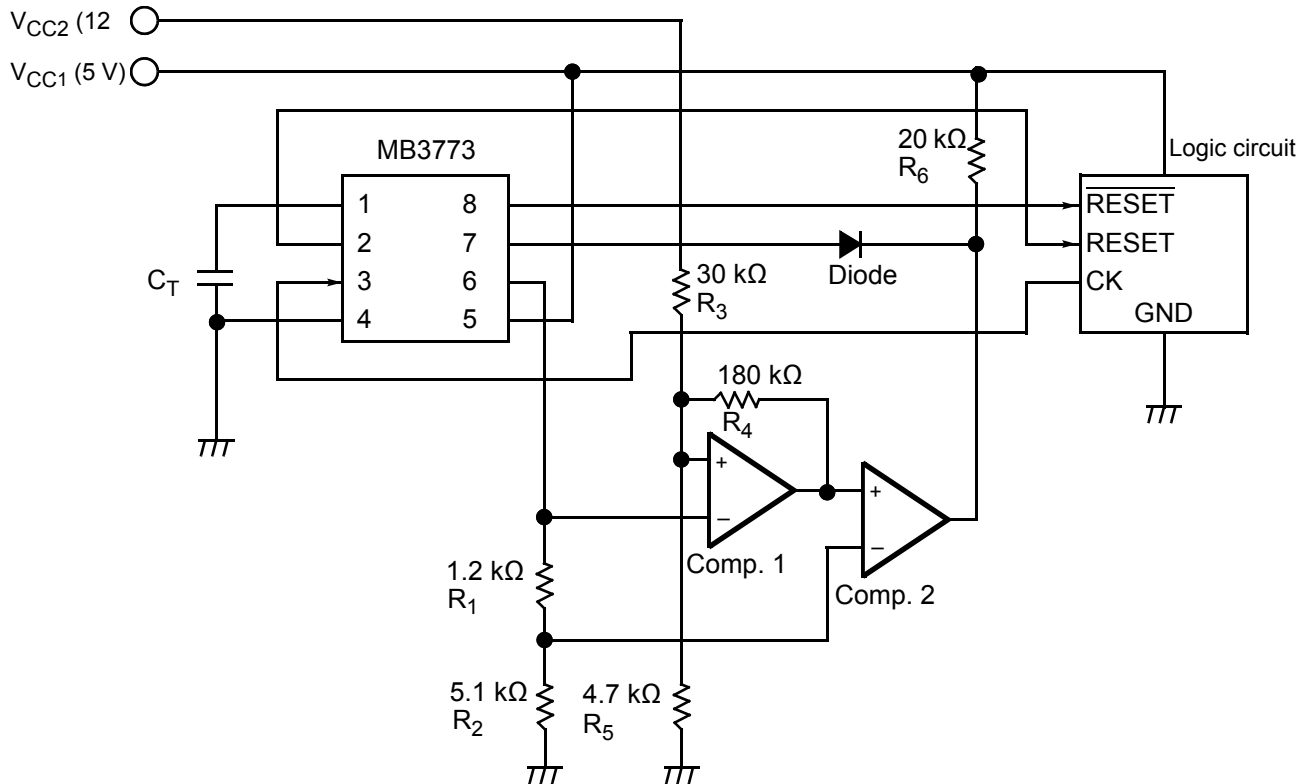 VCC2 (12
VCC1 (5 V)
MB3773
20 kΩ
R6
Logic circuit
1 8
2 7
3 6
4 5
RESET
RESET
CK
GND
CT
Diode
30 kΩ
R3
180 kΩ
R4
+
−
Comp. 1
+
−
Comp. 2
1.2 kΩ
R1
5.1 kΩ
R2
4.7 kΩ
R5